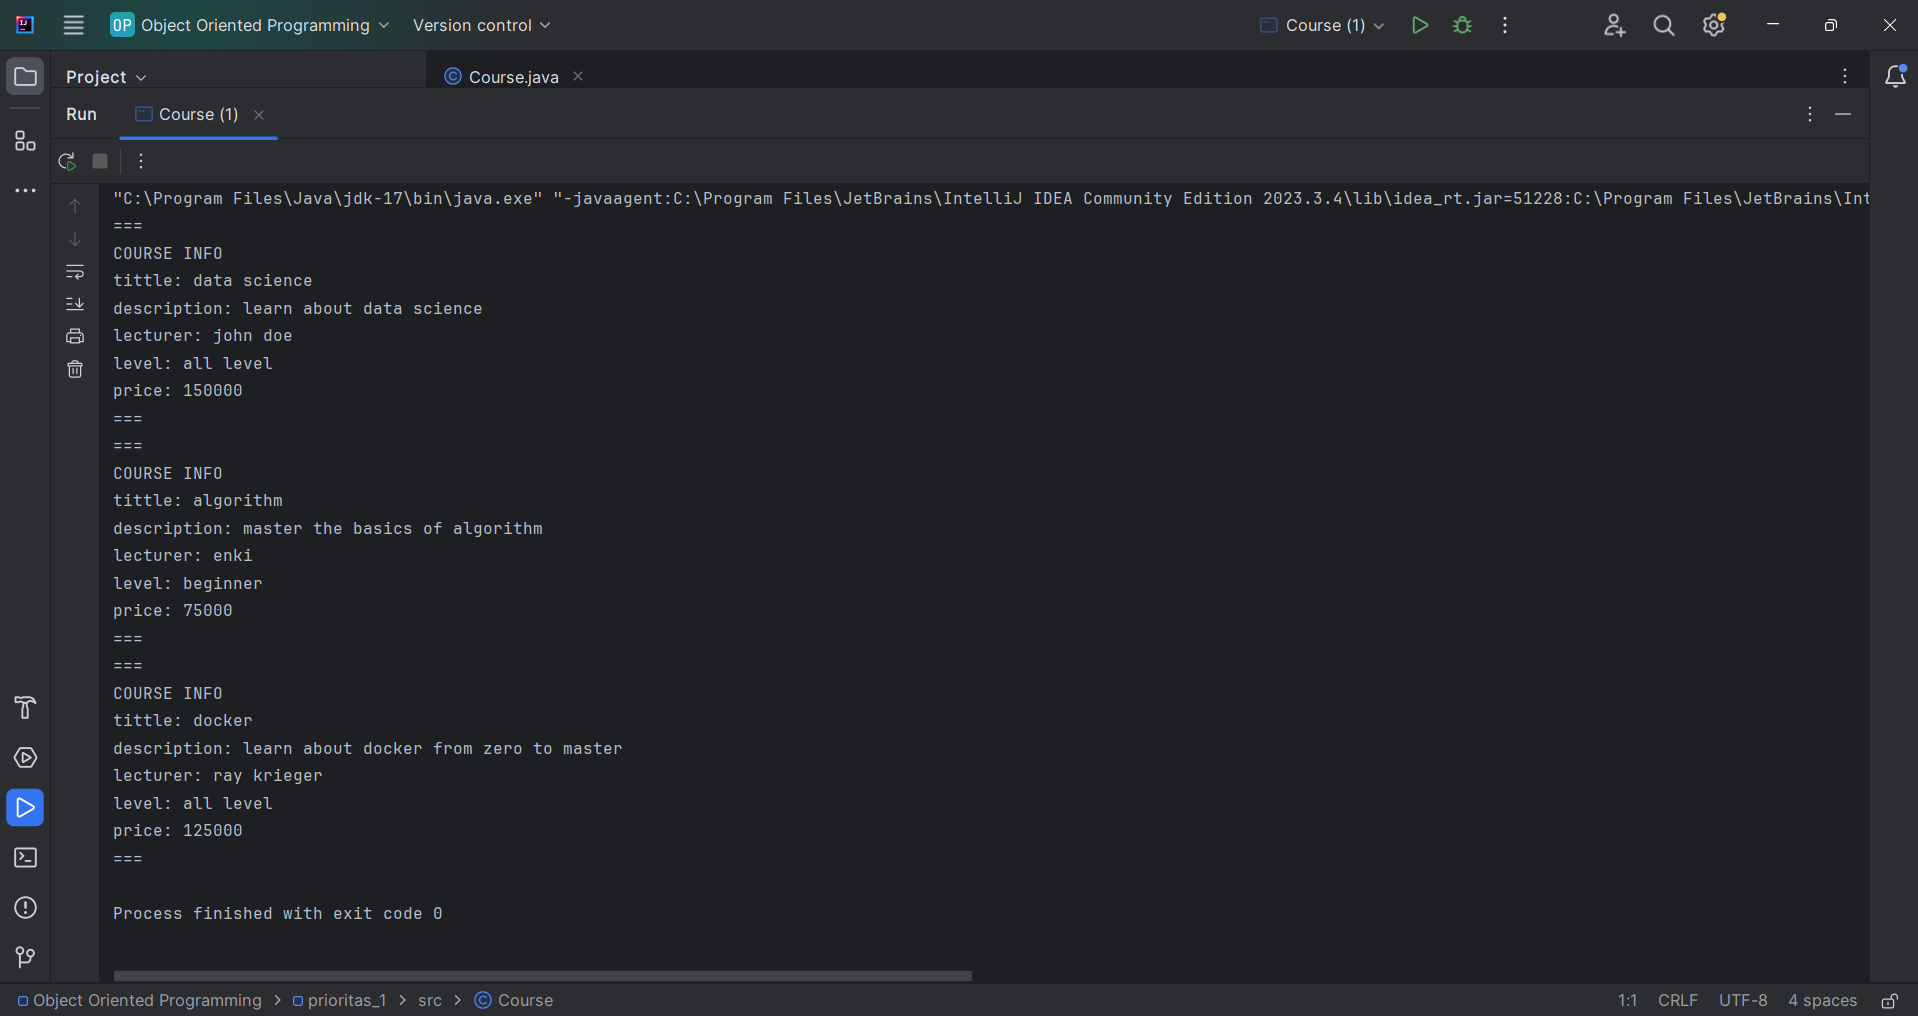 OP Object Oriented Programming Version control Course (1)
Project Course.java
Run Course (1)
"C:\Program Files\Java\jdk-17\bin\java.exe" "-javaagent:C:\Program Files\JetBrains\IntelliJ IDEA Community Edition 2023.3.4\lib\idea_rt.jar=51228:C:\Program Files\JetBrains\Int
===
COURSE INFO
tittle: data science
description: learn about data science
lecturer: john doe
level: all level
price: 150000
===
===
COURSE INFO
tittle: algorithm
description: master the basics of algorithm
lecturer: enki
level: beginner
price: 75000
===
===
COURSE INFO
tittle: docker
description: learn about docker from zero to master
lecturer: ray krieger
level: all level
price: 125000
===
Process finished with exit code 0
Object Oriented Programming > prioritas_1 > src > Course 1:1 CRLF UTF-8 4 spaces